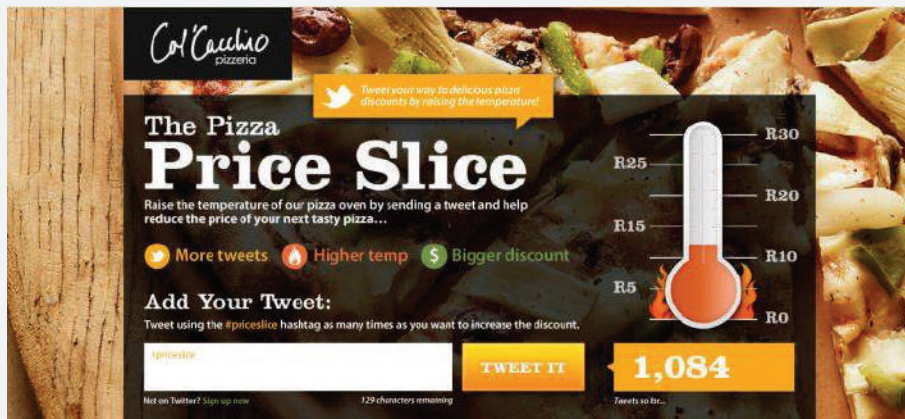 Col'Cacchio
pizzeria
Tweet your way to delicious pizza
discounts by raising the temperature!
The Pizza
Price Slice
Raise the temperature of our pizza oven by sending a tweet and help
reduce the price of your next tasty pizza...
More tweets
Higher temp
$ Bigger discount
R30
R25
R20
R15
R10
R5
R0
Add Your Tweet:
Tweet using the #priceslice hashtag as many times as you want to increase the discount.
#priceslice
TWEET IT
1,084
Not on Twitter? Sign up now
129 characters remaining
Tweets so far...